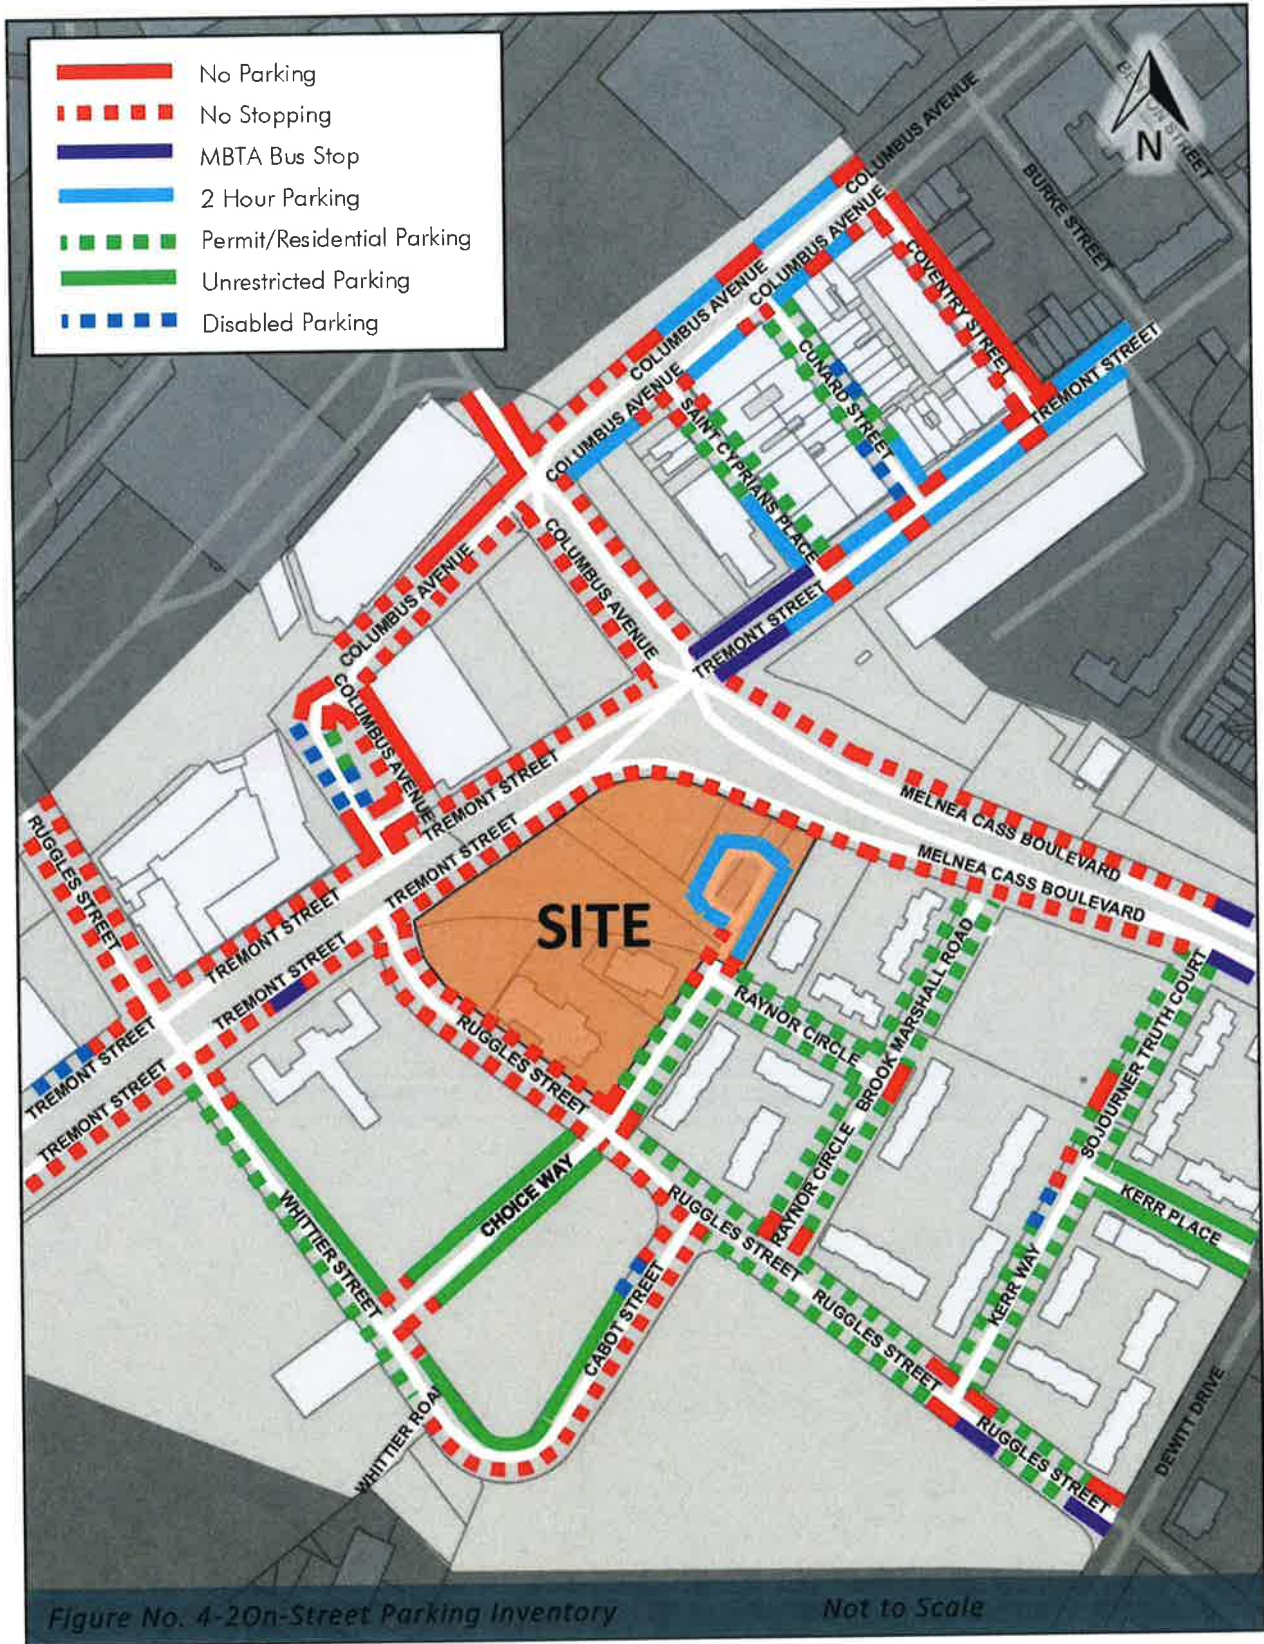 No Parking
No Stopping
MBTA Bus Stop
2 Hour Parking
Permit/Residential Parking
Unrestricted Parking
Disabled Parking
N
BURKE STREET
COLUMBUS AVENUE
COLUMBUS AVENUE
COLUMBUS AVENUE
COLUMBUS AVENUE
COLUMBUS AVENUE
COLUMBUS AVENUE
COVENTRY STREET
CUNARD STREET
SAINT CYPRIANS PLACE
TREMONT STREET
TREMONT STREET
COLUMBUS AVENUE
COLUMBUS AVENUE
COLUMBUS AVENUE
TREMONT STREET
TREMONT STREET
TREMONT STREET
TREMONT STREET
TREMONT STREET
TREMONT STREET
RUGGLES STREET
MELNEA CASS BOULEVARD
MELNEA CASS BOULEVARD
SITE
RUGGLES STREET
RAYNOR CIRCLE
BROOK MARSHALL ROAD
RAYNOR CIRCLE
SOJOURNER TRUTH COURT
KERR PLACE
KERR WAY
CHOICE WAY
WHITTIER STREET
CABOT STREET
RUGGLES STREET
RUGGLES STREET
RUGGLES STREET
WHITTIER ROAD
DEWITT DRIVE
Figure No. 4-2On-Street Parking Inventory
Not to Scale